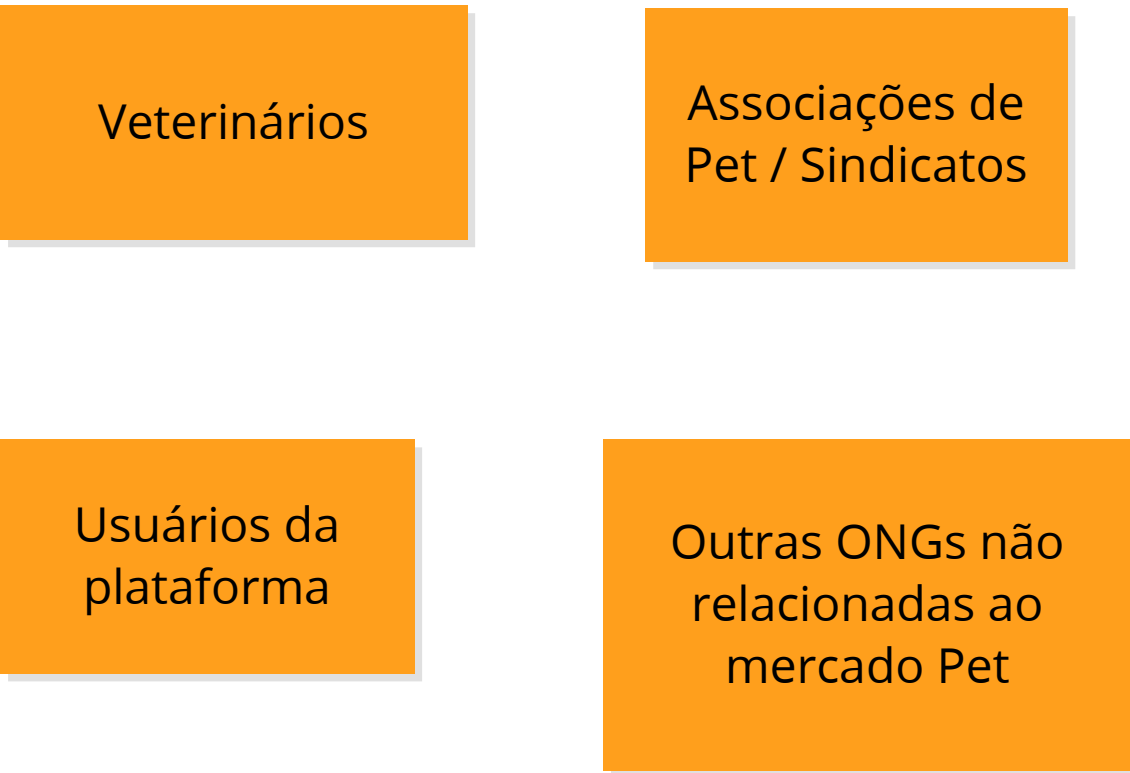 Veterinários
Associações de
Pet / Sindicatos
Usuários da
plataforma
Outras ONGs não
relacionadas ao
mercado Pet